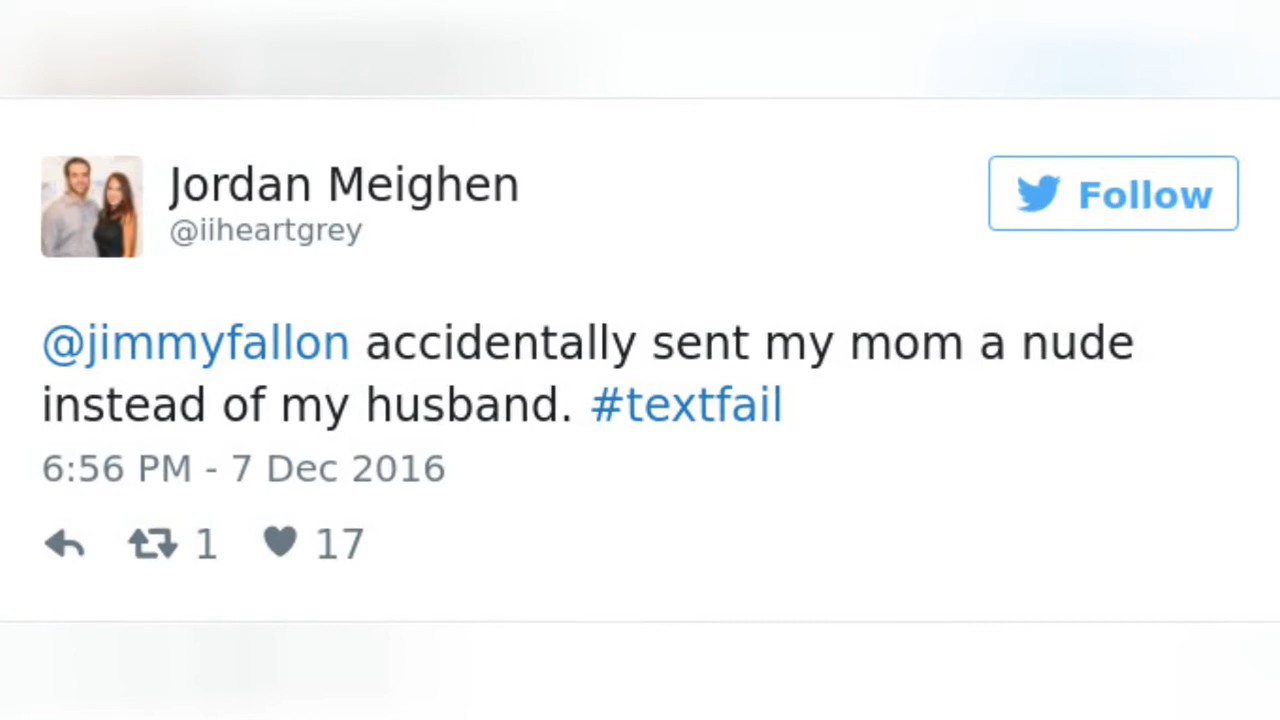 Jordan Meighen
@iiheartgrey
Follow
@jimmyfallon accidentally sent my mom a nude
instead of my husband. #textfail
6:56 PM - 7 Dec 2016
1 17